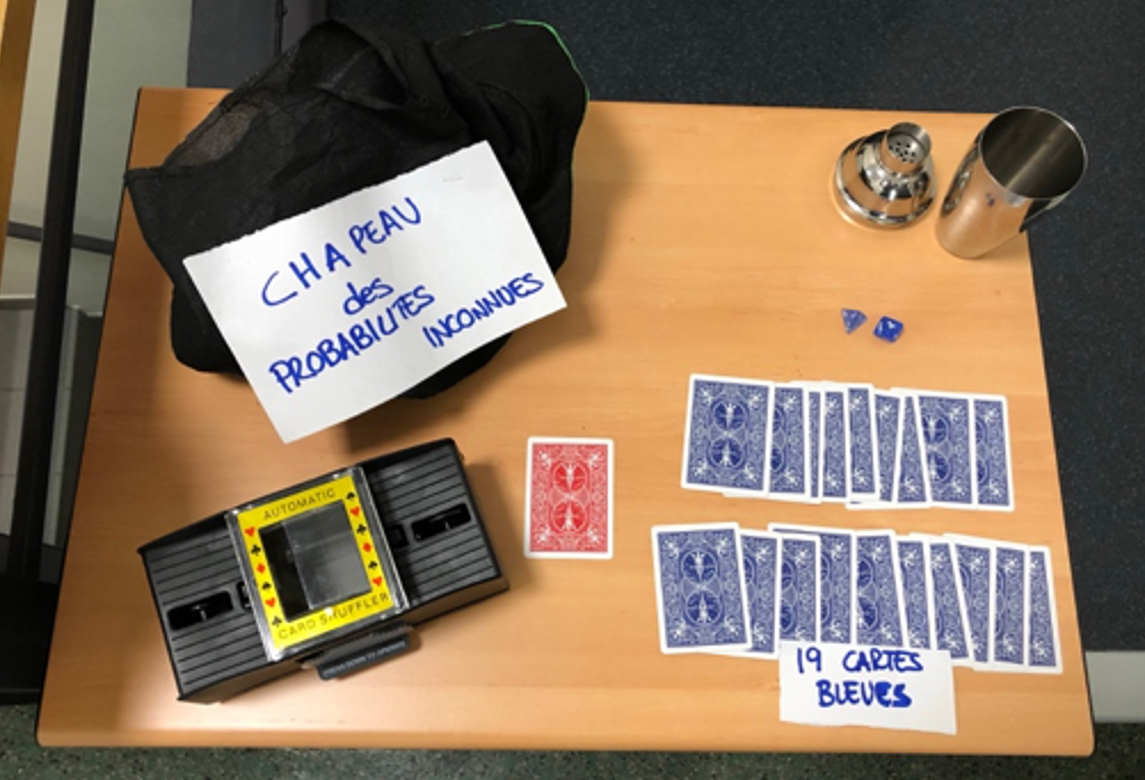 CHAPEAU
des
PROBABILITES
INCONNUES
AUTOMATIC
CARD SHUFFLER
19 CARTES
BLEUES